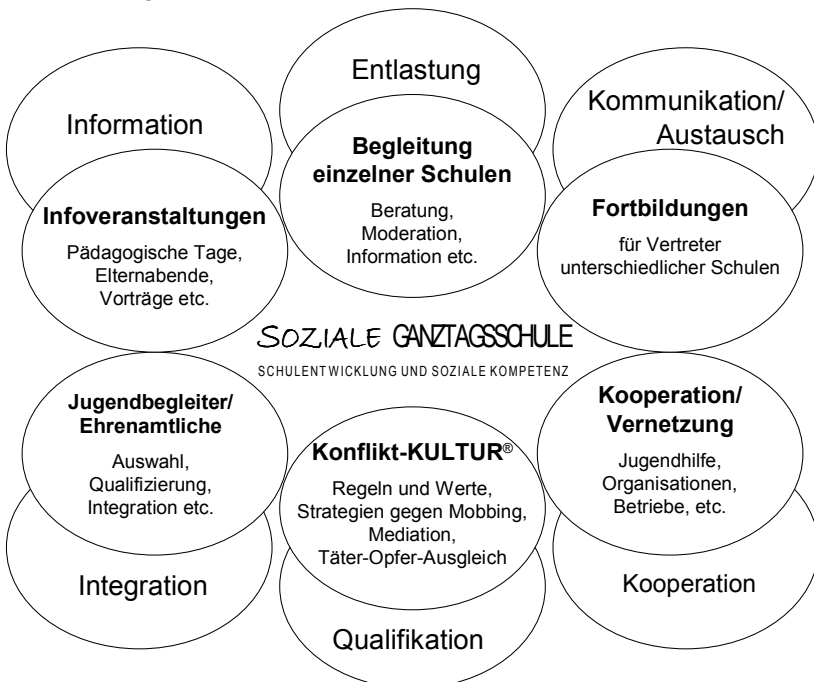 Information
Infoveranstaltungen
Pädagogische Tage,
Elternabende,
Vorträge etc.
Entlastung
Begleitung
einzelner Schulen
Beratung,
Moderation,
Information etc.
Kommunikation/
Austausch
Fortbildungen
für Vertreter
unterschiedlicher Schulen
SOZIALE GANZTAGSSCHULE
SCHULENTWICKLUNG UND SOZIALE KOMPETENZ
Jugendbegleiter/
Ehrenamtliche
Auswahl,
Qualifizierung,
Integration etc.
Integration
Konflikt-KULTUR®
Regeln und Werte,
Strategien gegen Mobbing,
Mediation,
Täter-Opfer-Ausgleich
Qualifikation
Kooperation/
Vernetzung
Jugendhilfe,
Organisationen,
Betriebe, etc.
Kooperation